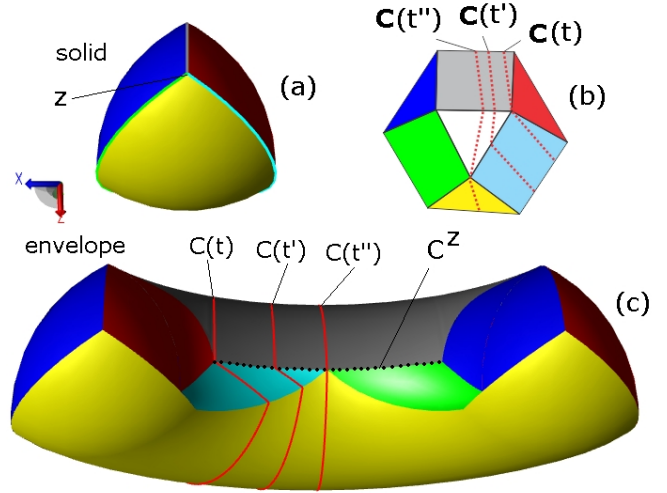 solid
z
(a)
X
Z
C(t'') C(t') C(t)
(b)
envelope
C(t) C(t') C(t'') C^Z
(c)